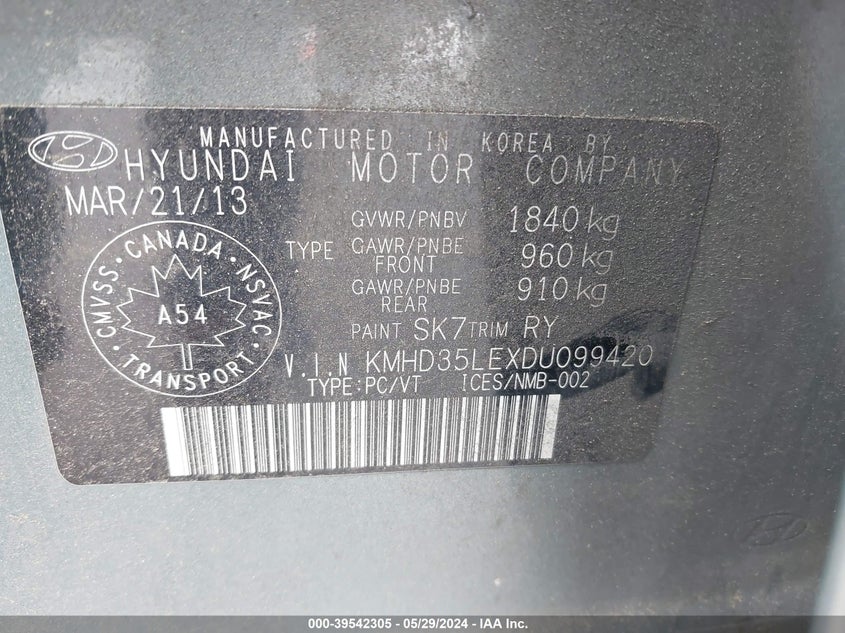 MANUFACTURED IN KOREA BY
HYUNDAI MOTOR COMPANY
MAR/21/13
GVWR/PNBV 1840 kg
TYPE GAWR/PNBE FRONT 960 kg
GAWR/PNBE REAR 910 kg
PAINT SK7 TRIM RY
V.I.N KMHD35LEXDU099420
TYPE:PC/VT ICES/NMB-002
CMVSS · CANADA · NSVAC · TRANSPORT ·
A54
000-39542305 - 05/29/2024 - IAA Inc.